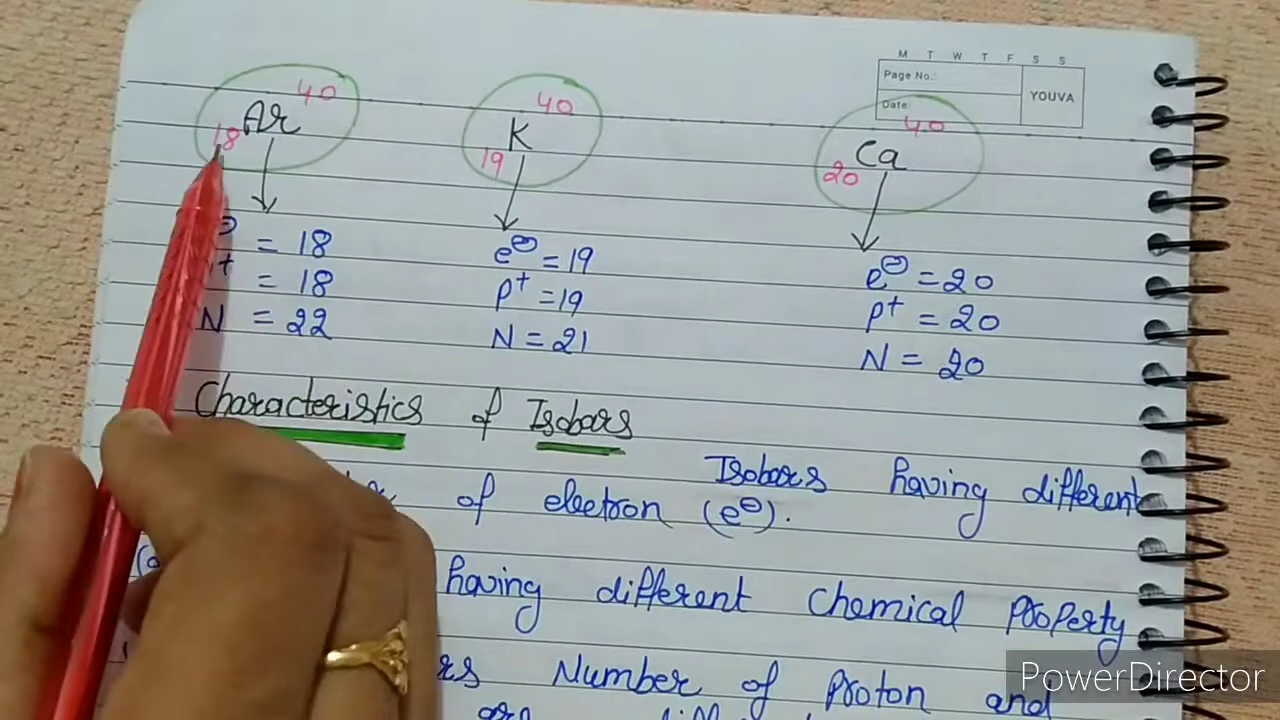 M T W T F S S
Page No.:
Date:
YOUVA
40 40 40
Ar K Ca
18 19 20
= 18 e⊖ = 19 e⊖ = 20
= 18 p+ = 19 p+ = 20
N = 22 N = 21 N = 20
Characteristics of Isobars
Isobars having different
of electron (e⊖).
having different Chemical Property
Number of Proton and
PowerDirector